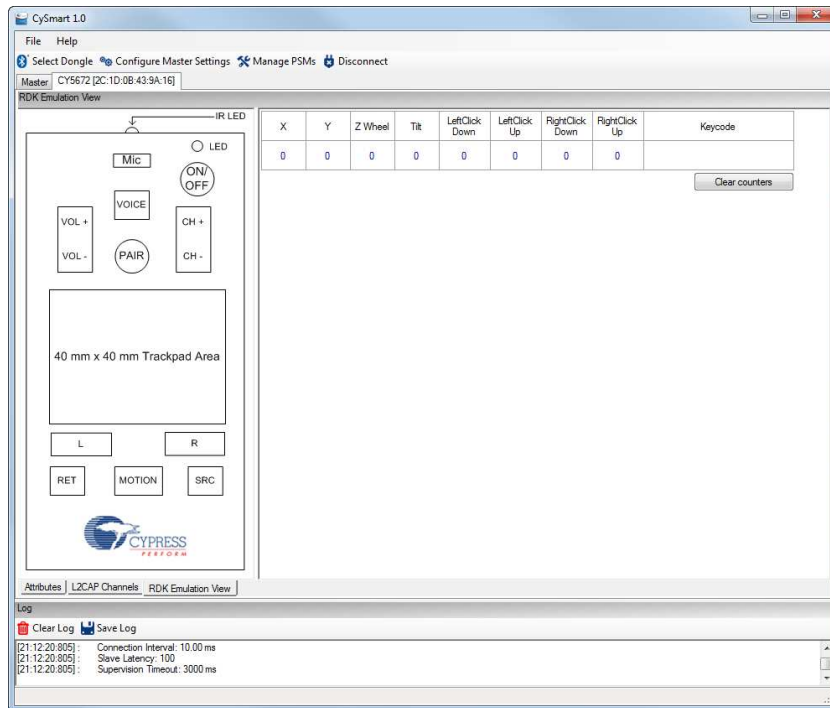 CySmart 1.0
File Help
Select Dongle Configure Master Settings Manage PSMs Disconnect
Master CY5672 [2C:1D:0B:43:9A:16]
RDK Emulation View
IR LED
LED
Mic
ON/
OFF
VOICE
VOL + CH +
VOL - PAIR CH -
40 mm x 40 mm Trackpad Area
L R
RET MOTION SRC
CYPRESS
PERFORM
X Y Z Wheel Tilt LeftClick Down LeftClick Up RightClick Down RightClick Up Keycode
0 0 0 0 0 0 0 0
Clear counters
Attributes L2CAP Channels RDK Emulation View
Log
Clear Log Save Log
[21:12:20:805] : Connection Interval: 10.00 ms
[21:12:20:805] : Slave Latency: 100
[21:12:20:805] : Supervision Timeout: 3000 ms